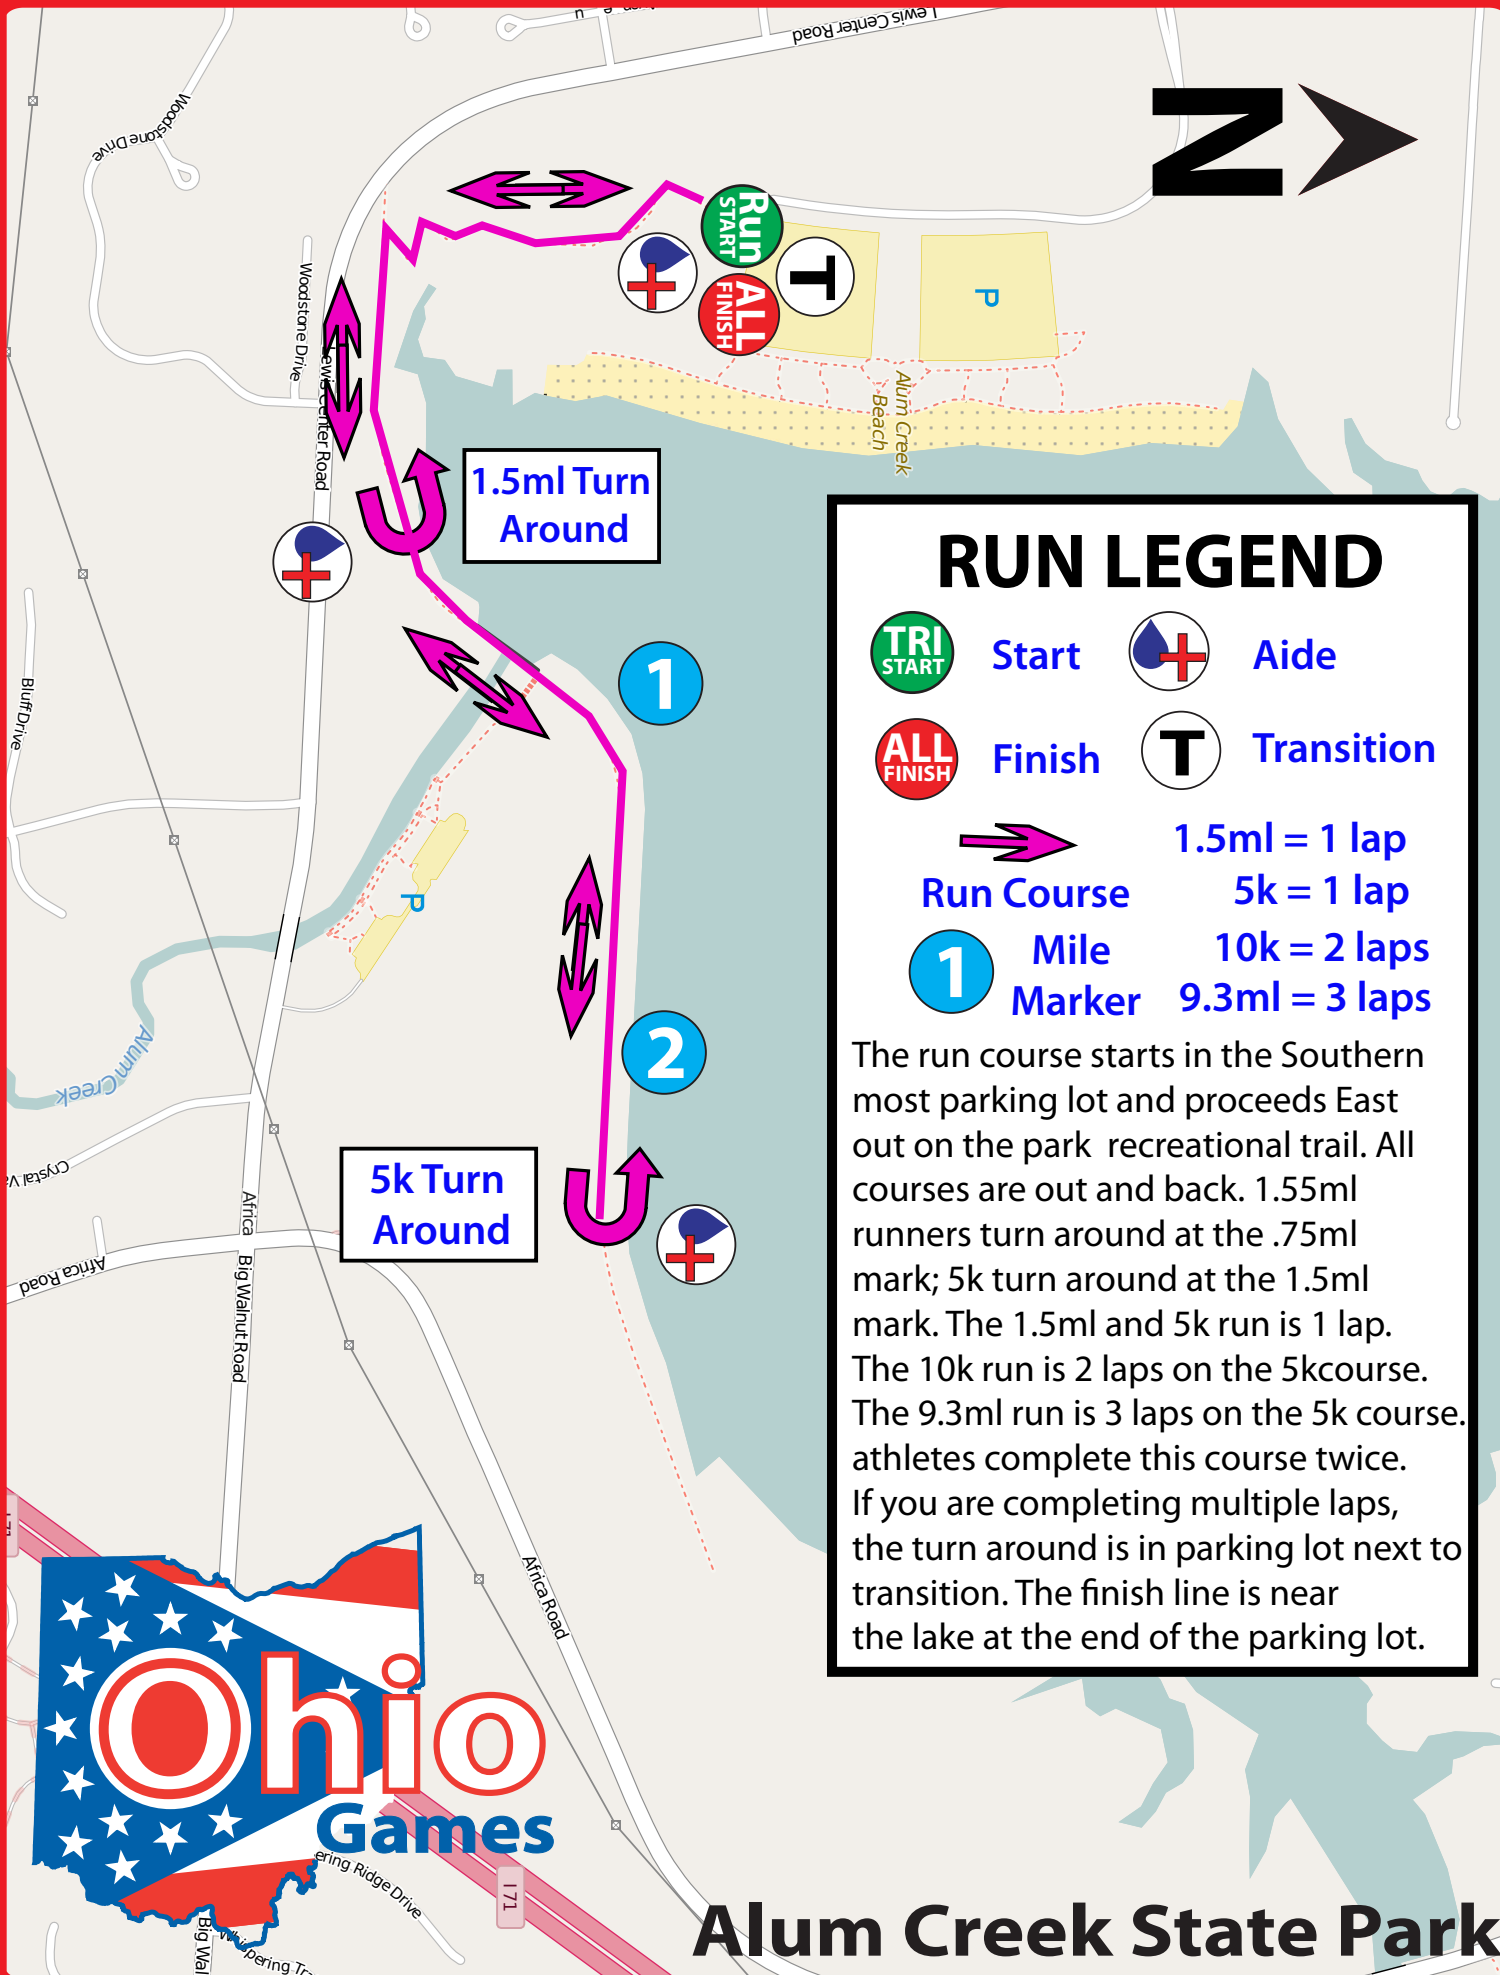 Lewis Center Road
Woodstone Drive
N
Run
START
ALL
FINISH
T
P
Woodstone Drive
Lewis Center Road
Alum Creek
Beach
1.5ml Turn
Around
1
Bluff Drive
P
2
Alum Creek
Crystal Va
5k Turn
Around
Africa
Africa Road
Big Walnut Road
RUN LEGEND
TRI
START
Start
Aide
ALL
FINISH
Finish
T
Transition
1.5ml = 1 lap
Run Course
5k = 1 lap
1
Mile
Marker
10k = 2 laps
9.3ml = 3 laps
The run course starts in the Southern
most parking lot and proceeds East
out on the park  recreational trail. All
courses are out and back. 1.55ml
runners turn around at the .75ml
mark; 5k turn around at the 1.5ml
mark. The 1.5ml and 5k run is 1 lap.
The 10k run is 2 laps on the 5kcourse.
The 9.3ml run is 3 laps on the 5k course.
athletes complete this course twice.
If you are completing multiple laps,
the turn around is in parking lot next to
transition. The finish line is near
the lake at the end of the parking lot.
I 71
Africa Road
Ohio
Games
ering Ridge Drive
I 71
Big Wal
Whispering Tr
Alum Creek State Park